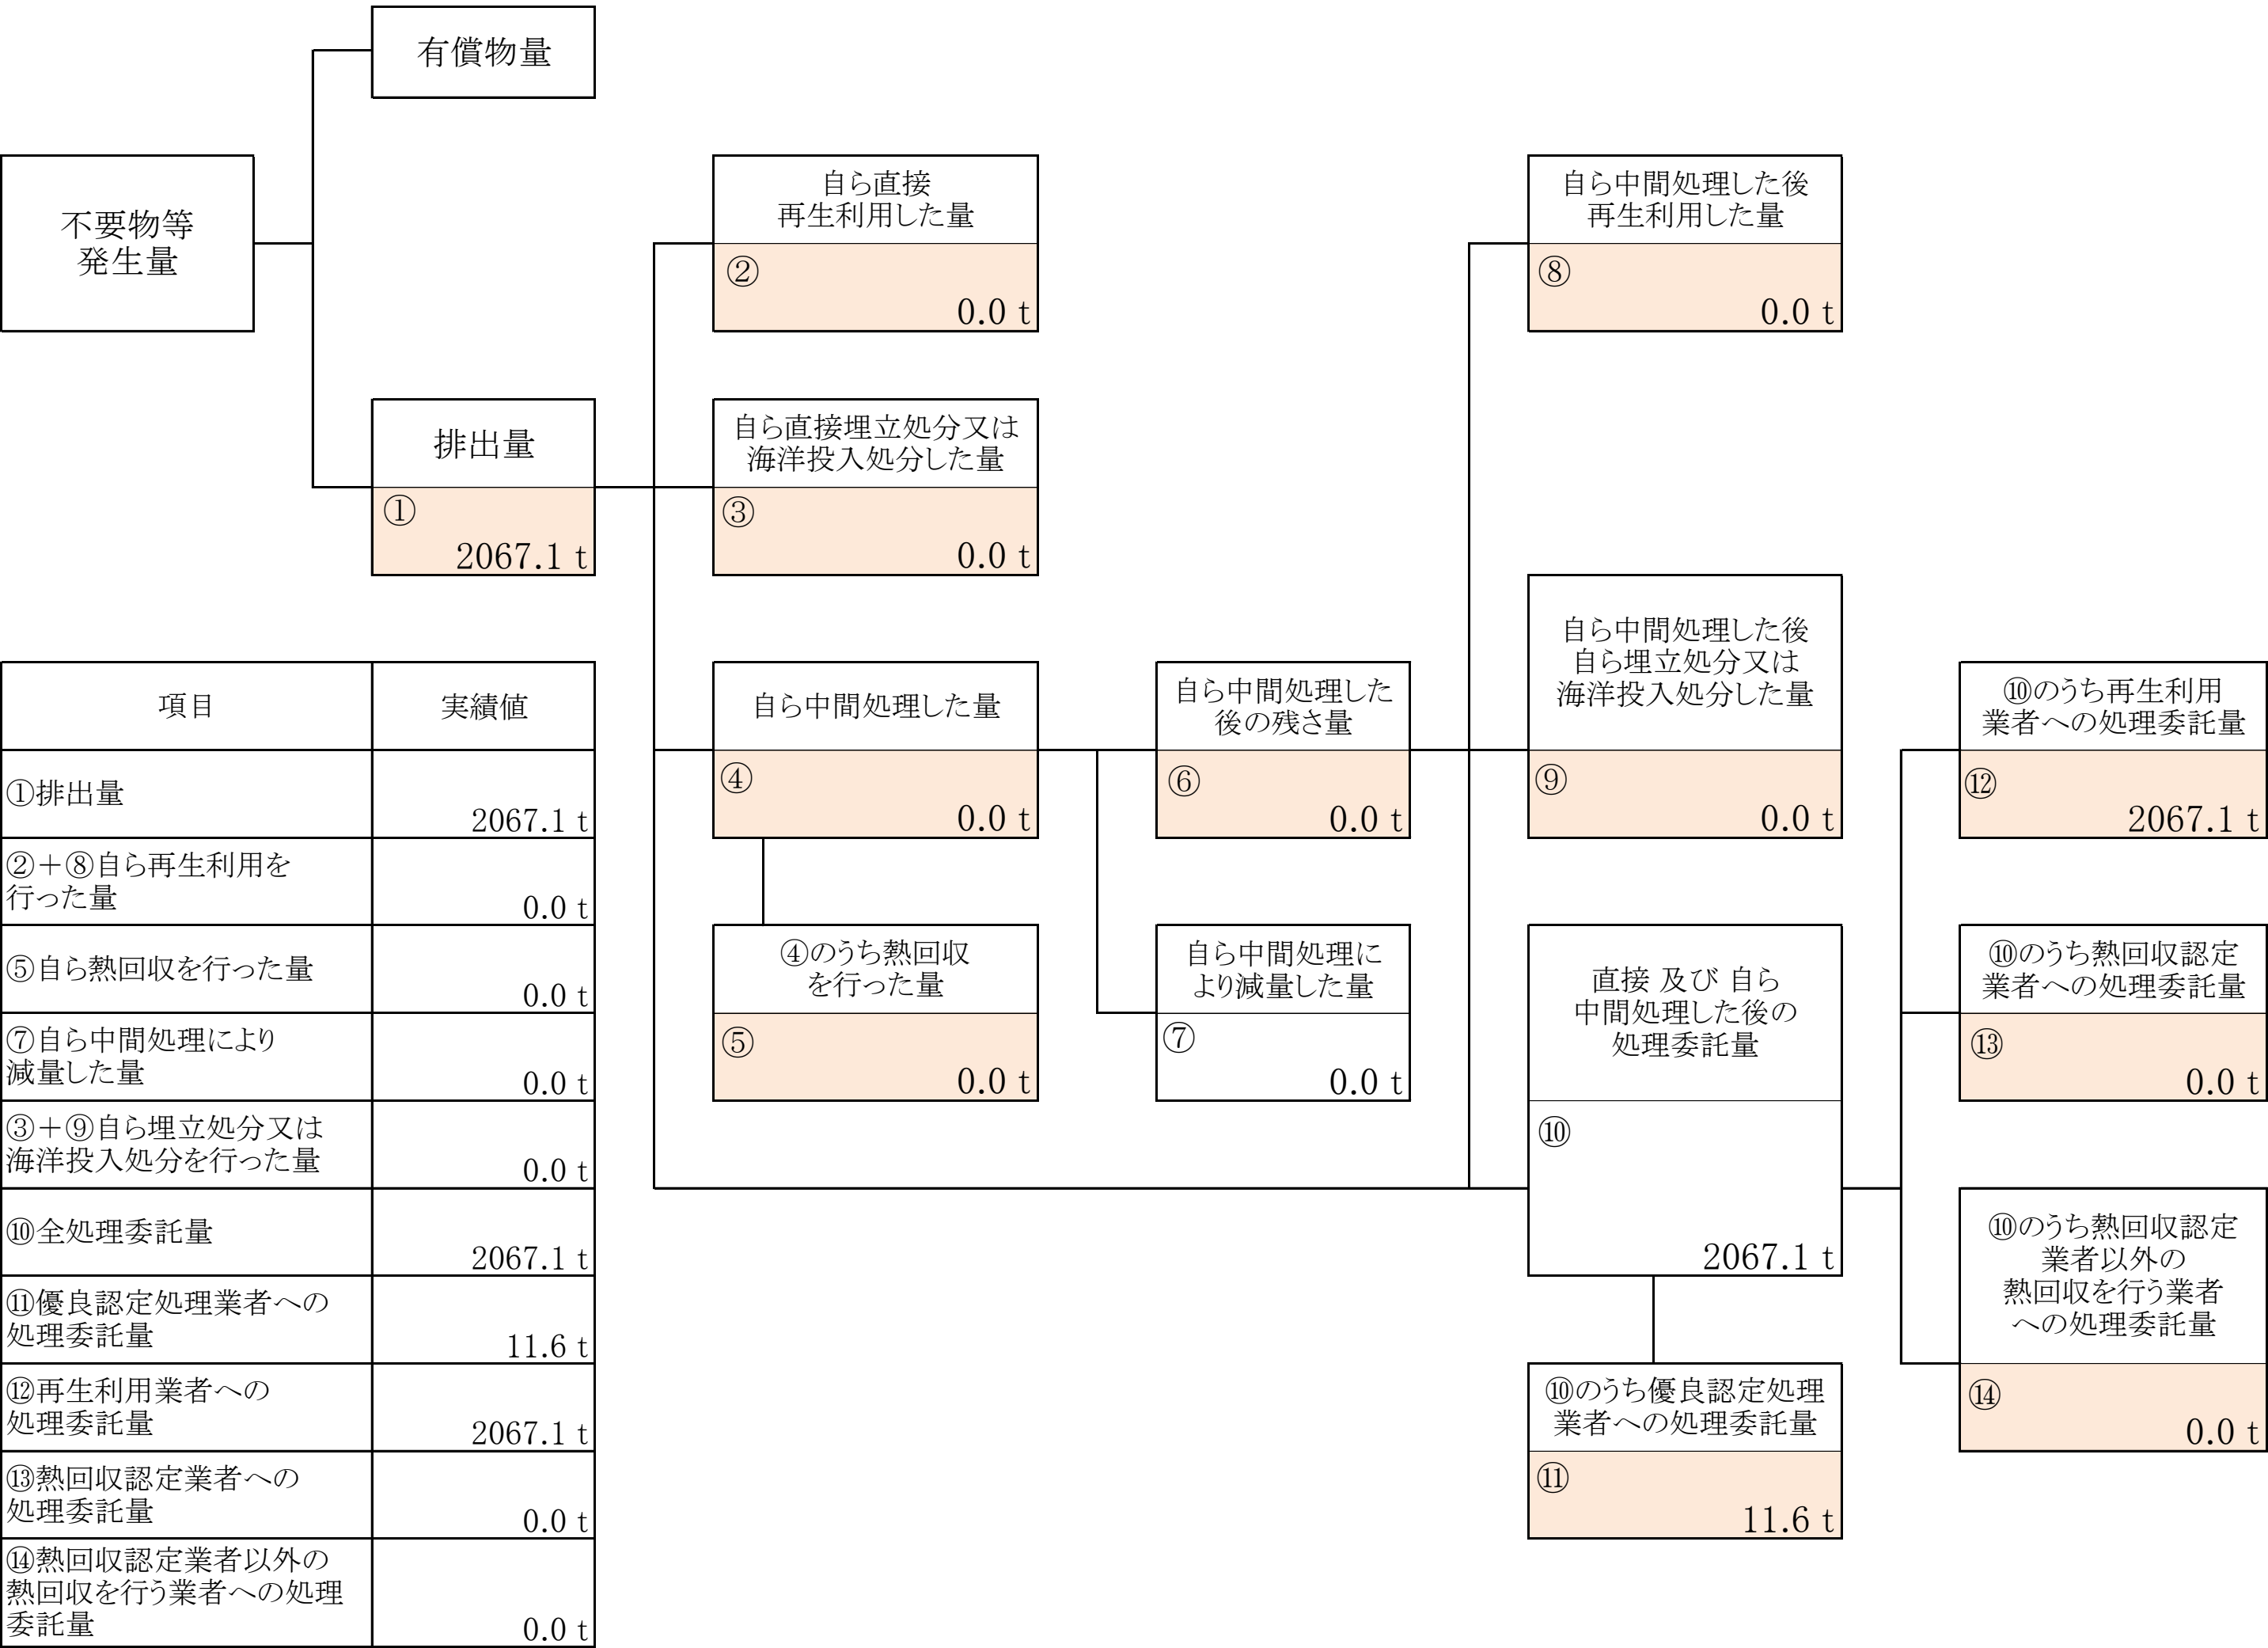 有償物量
不要物等
発生量
排出量
①
2067.1 t
自ら直接
再生利用した量
②
0.0 t
自ら直接埋立処分又は
海洋投入処分した量
③
0.0 t
自ら中間処理した量
④
0.0 t
④のうち熱回収
を行った量
⑤
0.0 t
自ら中間処理した
後の残さ量
⑥
0.0 t
自ら中間処理に
より減量した量
⑦
0.0 t
自ら中間処理した後
再生利用した量
⑧
0.0 t
自ら中間処理した後
自ら埋立処分又は
海洋投入処分した量
⑨
0.0 t
直接 及び 自ら
中間処理した後の
処理委託量
⑩
2067.1 t
⑩のうち優良認定処理
業者への処理委託量
⑪
11.6 t
⑩のうち再生利用
業者への処理委託量
⑫
2067.1 t
⑩のうち熱回収認定
業者への処理委託量
⑬
0.0 t
⑩のうち熱回収認定
業者以外の
熱回収を行う業者
への処理委託量
⑭
0.0 t
項目
実績値
①排出量
2067.1 t
②＋⑧自ら再生利用を
行った量
0.0 t
⑤自ら熱回収を行った量
0.0 t
⑦自ら中間処理により
減量した量
0.0 t
③＋⑨自ら埋立処分又は
海洋投入処分を行った量
0.0 t
⑩全処理委託量
2067.1 t
⑪優良認定処理業者への
処理委託量
11.6 t
⑫再生利用業者への
処理委託量
2067.1 t
⑬熱回収認定業者への
処理委託量
0.0 t
⑭熱回収認定業者以外の
熱回収を行う業者への処理
委託量
0.0 t